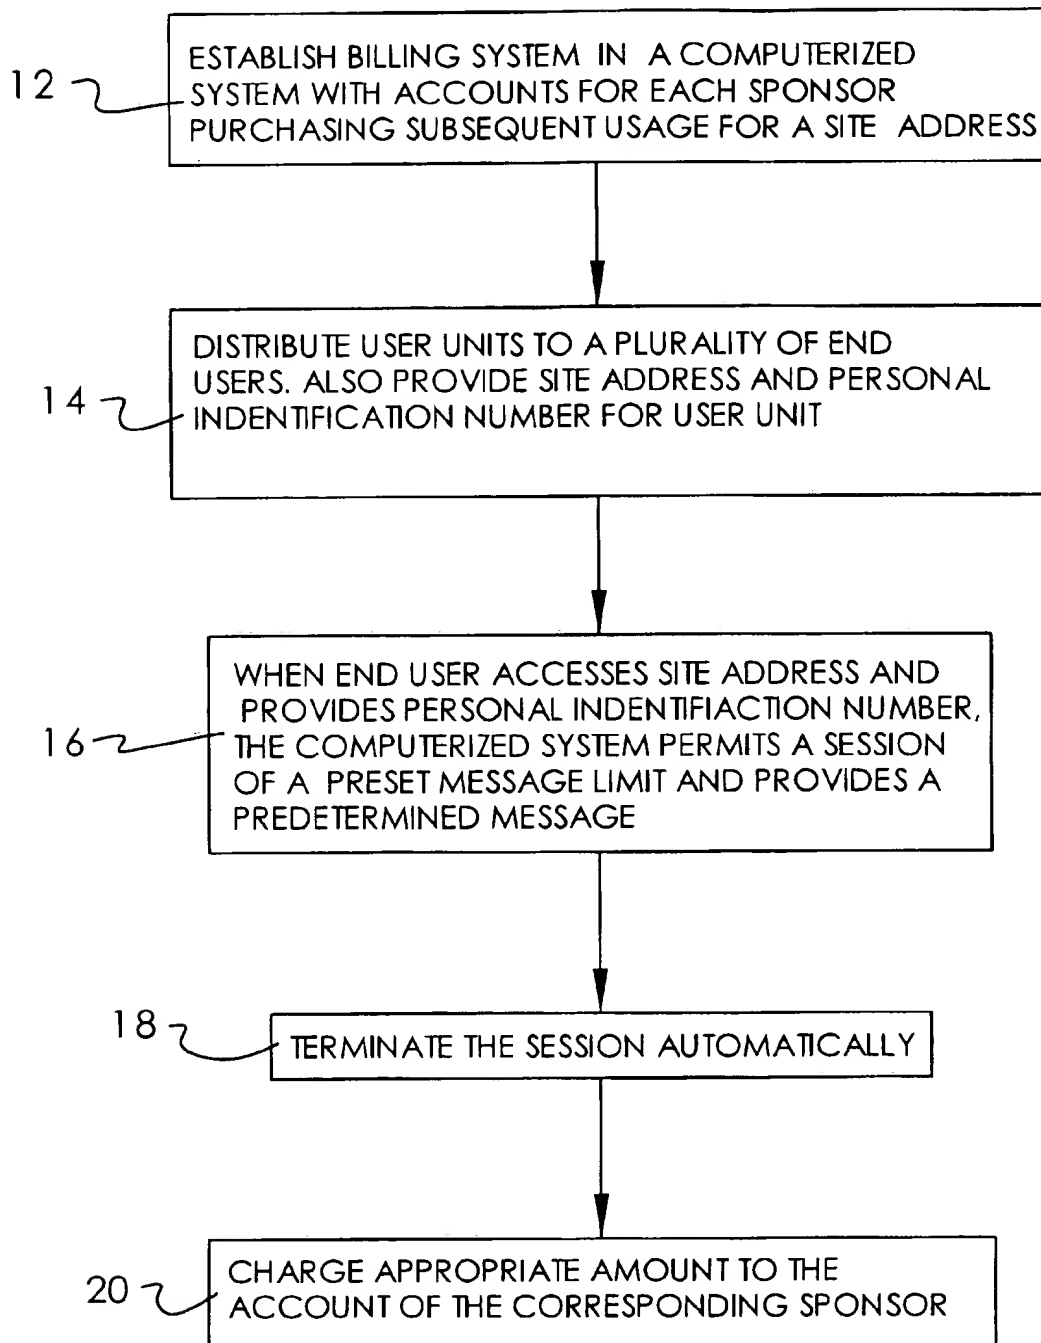 12
ESTABLISH BILLING SYSTEM IN A COMPUTERIZED
SYSTEM WITH ACCOUNTS FOR EACH SPONSOR
PURCHASING SUBSEQUENT USAGE FOR A SITE ADDRESS
14
DISTRIBUTE USER UNITS TO A PLURALITY OF END
USERS. ALSO PROVIDE SITE ADDRESS AND PERSONAL
INDENTIFICATION NUMBER FOR USER UNIT
16
WHEN END USER ACCESSES SITE ADDRESS AND
PROVIDES PERSONAL INDENTIFIACTION NUMBER,
THE COMPUTERIZED SYSTEM PERMITS A SESSION
OF A PRESET MESSAGE LIMIT AND PROVIDES A
PREDETERMINED MESSAGE
18
TERMINATE THE SESSION AUTOMATICALLY
20
CHARGE APPROPRIATE AMOUNT TO THE
ACCOUNT OF THE CORRESPONDING SPONSOR